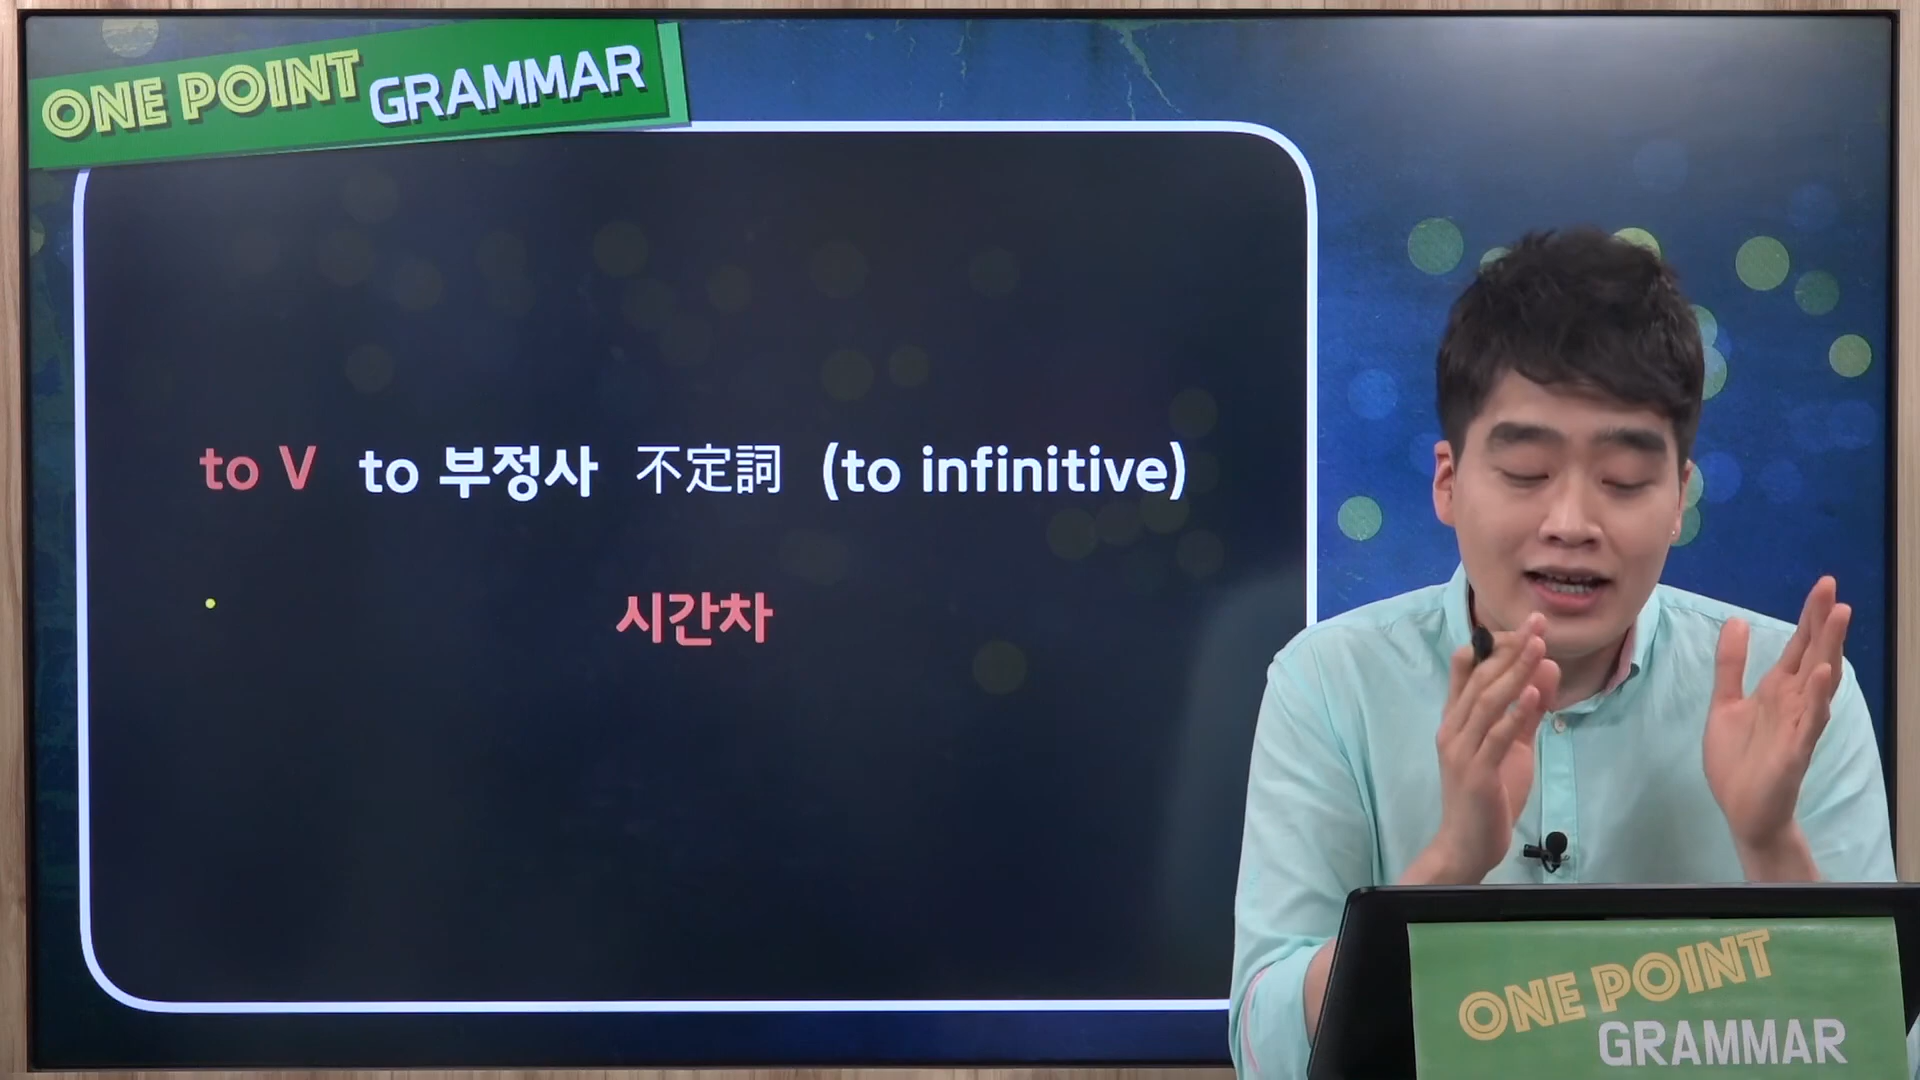 ONE POINT GRAMMAR
to V to 부정사 不定詞 (to infinitive)
시간차
ONE POINT
GRAMMAR